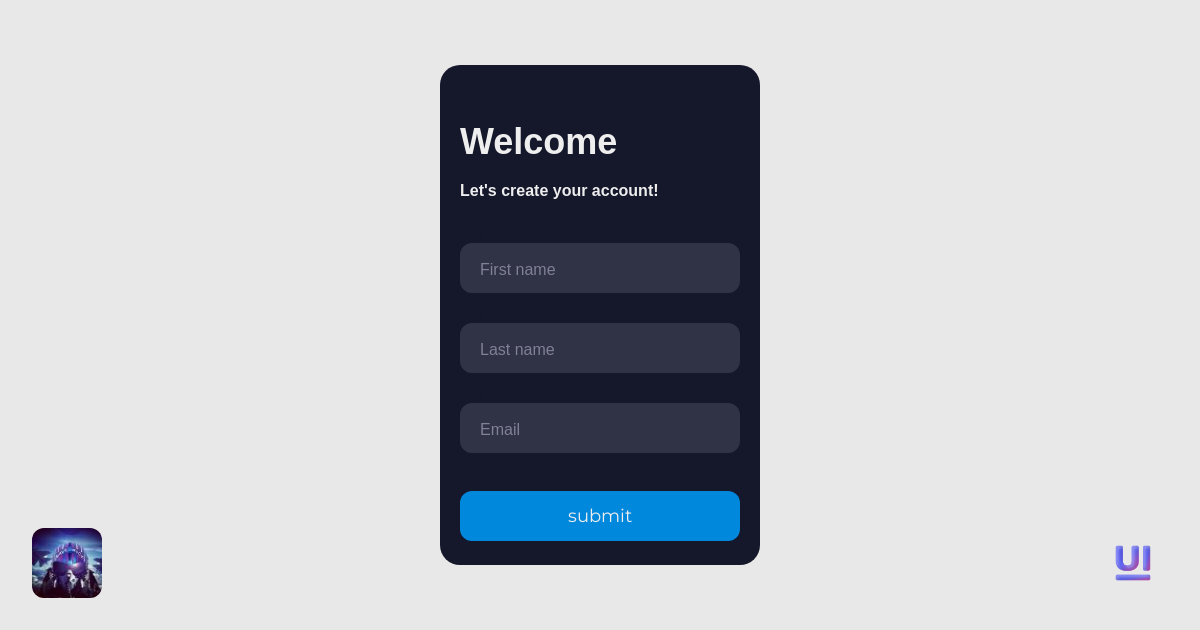 Welcome
Let's create your account!
First name
Last name
Email
submit
UI